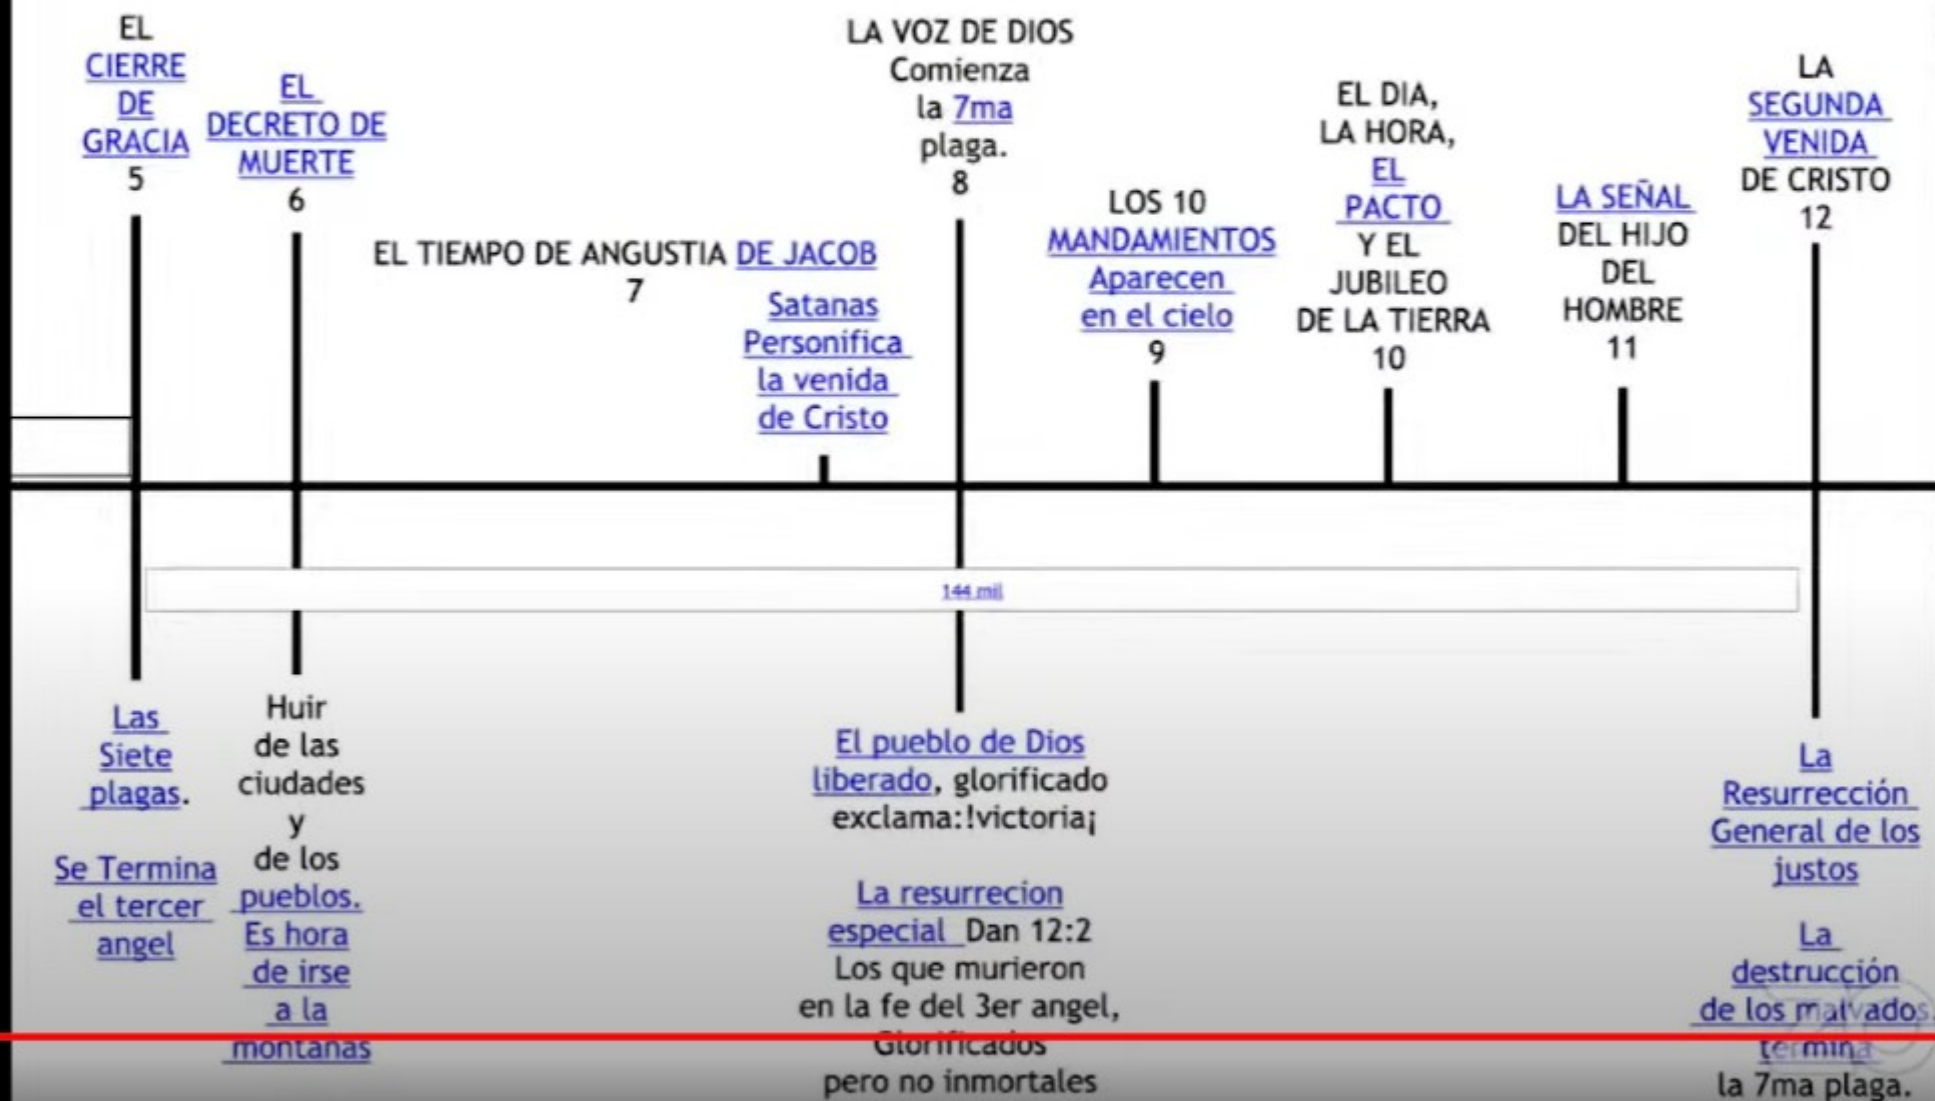 EL
CIERRE
DE
GRACIA
5
EL
DECRETO DE
MUERTE
6
EL TIEMPO DE ANGUSTIA DE JACOB
7
Satanas
Personifica
la venida
de Cristo
LA VOZ DE DIOS
Comienza
la 7ma
plaga.
8
LOS 10
MANDAMIENTOS
Aparecen
en el cielo
9
EL DIA,
LA HORA,
EL
PACTO
Y EL
JUBILEO
DE LA TIERRA
10
LA SEÑAL
DEL HIJO
DEL
HOMBRE
11
LA
SEGUNDA
VENIDA
DE CRISTO
12
144 mil
Las
Siete
plagas.
Se Termina
el tercer
angel
Huir
de las
ciudades
y
de los
pueblos.
Es hora
de irse
a la
montanas
El pueblo de Dios
liberado, glorificado
exclama:!victoria¡
La resurrecion
especial Dan 12:2
Los que murieron
en la fe del 3er angel,
Glorificados
pero no inmortales
La
Resurrección
General de los
justos
La
destrucción
de los malvados.
termina
la 7ma plaga.